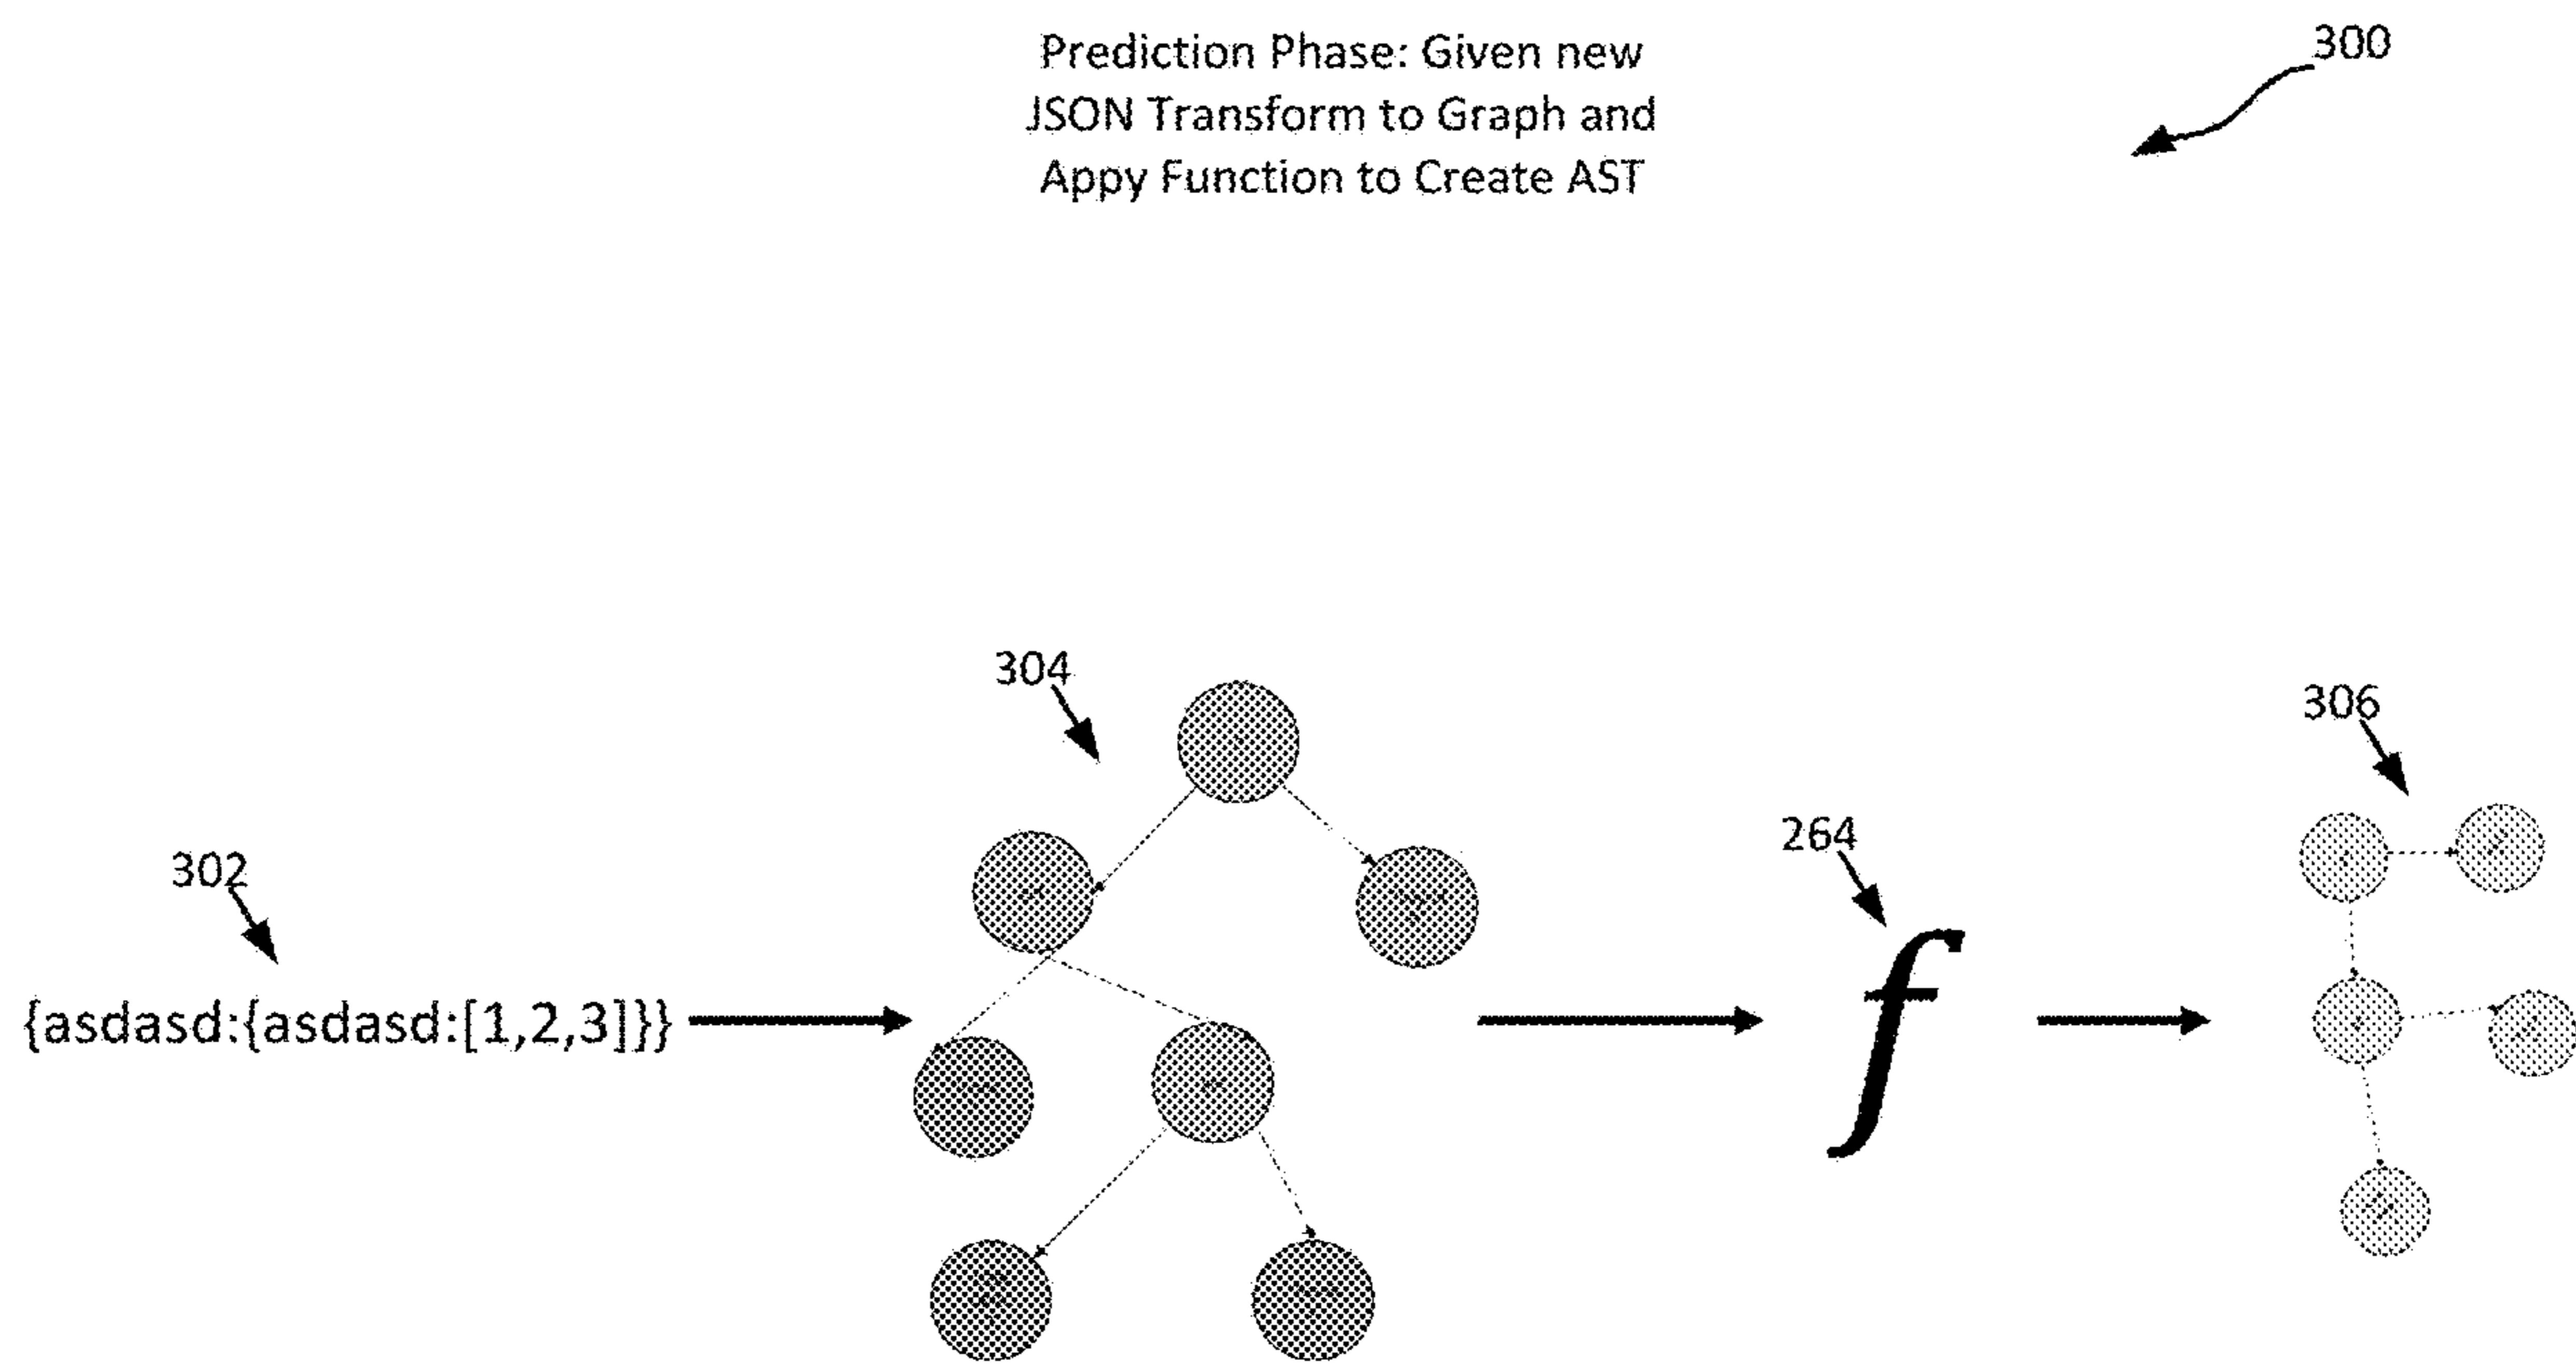 Prediction Phase: Given new
JSON Transform to Graph and
Appy Function to Create AST
300
304
306
264
302
{asdasd:{asdasd:[1,2,3]}}
f